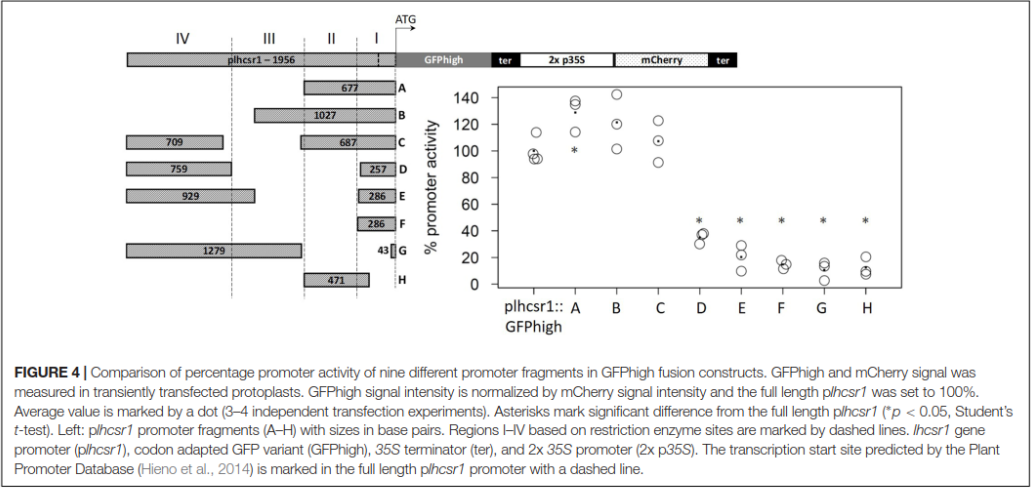 ATG
IV III II I
plhcsr1 – 1956 GFPhigh ter 2x p35S mCherry ter
677 A
1027 B
709 687 C
759 257 D
929 286 E
286 F
1279 43 G
471 H
% promoter activity
140
120
100
80
60
40
20
0
*
* * * * *
plhcsr1::
GFPhigh
A B C D E F G H
FIGURE 4 | Comparison of percentage promoter activity of nine different promoter fragments in GFPhigh fusion constructs. GFPhigh and mCherry signal was
measured in transiently transfected protoplasts. GFPhigh signal intensity is normalized by mCherry signal intensity and the full length plhcsr1 was set to 100%.
Average value is marked by a dot (3–4 independent transfection experiments). Asterisks mark significant difference from the full length plhcsr1 (*p < 0.05, Student's
t-test). Left: plhcsr1 promoter fragments (A–H) with sizes in base pairs. Regions I–IV based on restriction enzyme sites are marked by dashed lines. lhcsr1 gene
promoter (plhcsr1), codon adapted GFP variant (GFPhigh), 35S terminator (ter), and 2x 35S promoter (2x p35S). The transcription start site predicted by the Plant
Promoter Database (Hieno et al., 2014) is marked in the full length plhcsr1 promoter with a dashed line.